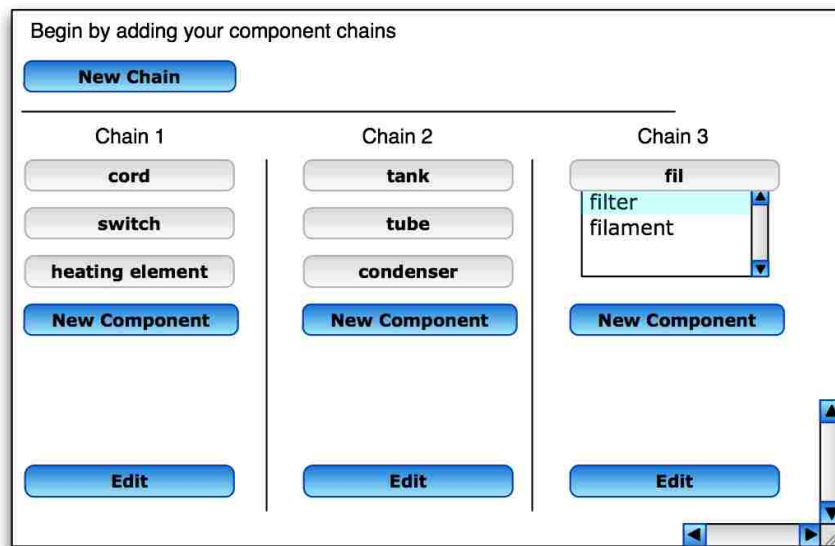 Begin by adding your component chains
New Chain
Chain 1
cord
switch
heating element
New Component
Edit
Chain 2
tank
tube
condenser
New Component
Edit
Chain 3
fil
filter
filament
New Component
Edit